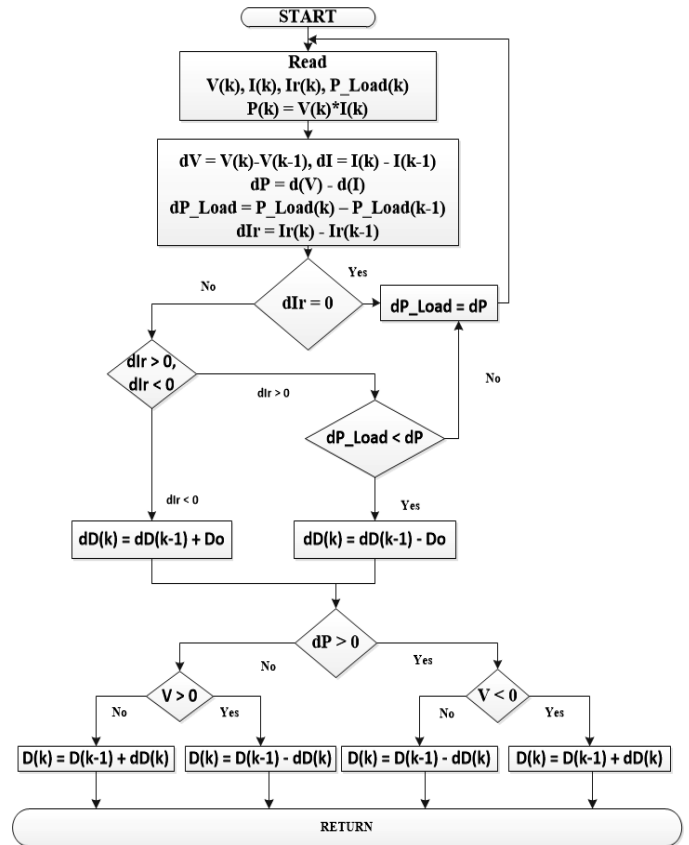 START
Read
V(k), I(k), Ir(k), P_Load(k)
P(k) = V(k)*I(k)
dV = V(k)-V(k-1), dI = I(k) - I(k-1)
dP = d(V) - d(I)
dP_Load = P_Load(k) – P_Load(k-1)
dIr = Ir(k) - Ir(k-1)
No
Yes
dIr = 0
dP_Load = dP
dIr > 0,
dIr < 0
dIr > 0
No
dP_Load < dP
dIr < 0
Yes
dD(k) = dD(k-1) + Do
dD(k) = dD(k-1) - Do
dP > 0
No
Yes
V > 0
V < 0
No
Yes
No
Yes
D(k) = D(k-1) + dD(k)
D(k) = D(k-1) - dD(k)
D(k) = D(k-1) - dD(k)
D(k) = D(k-1) + dD(k)
RETURN